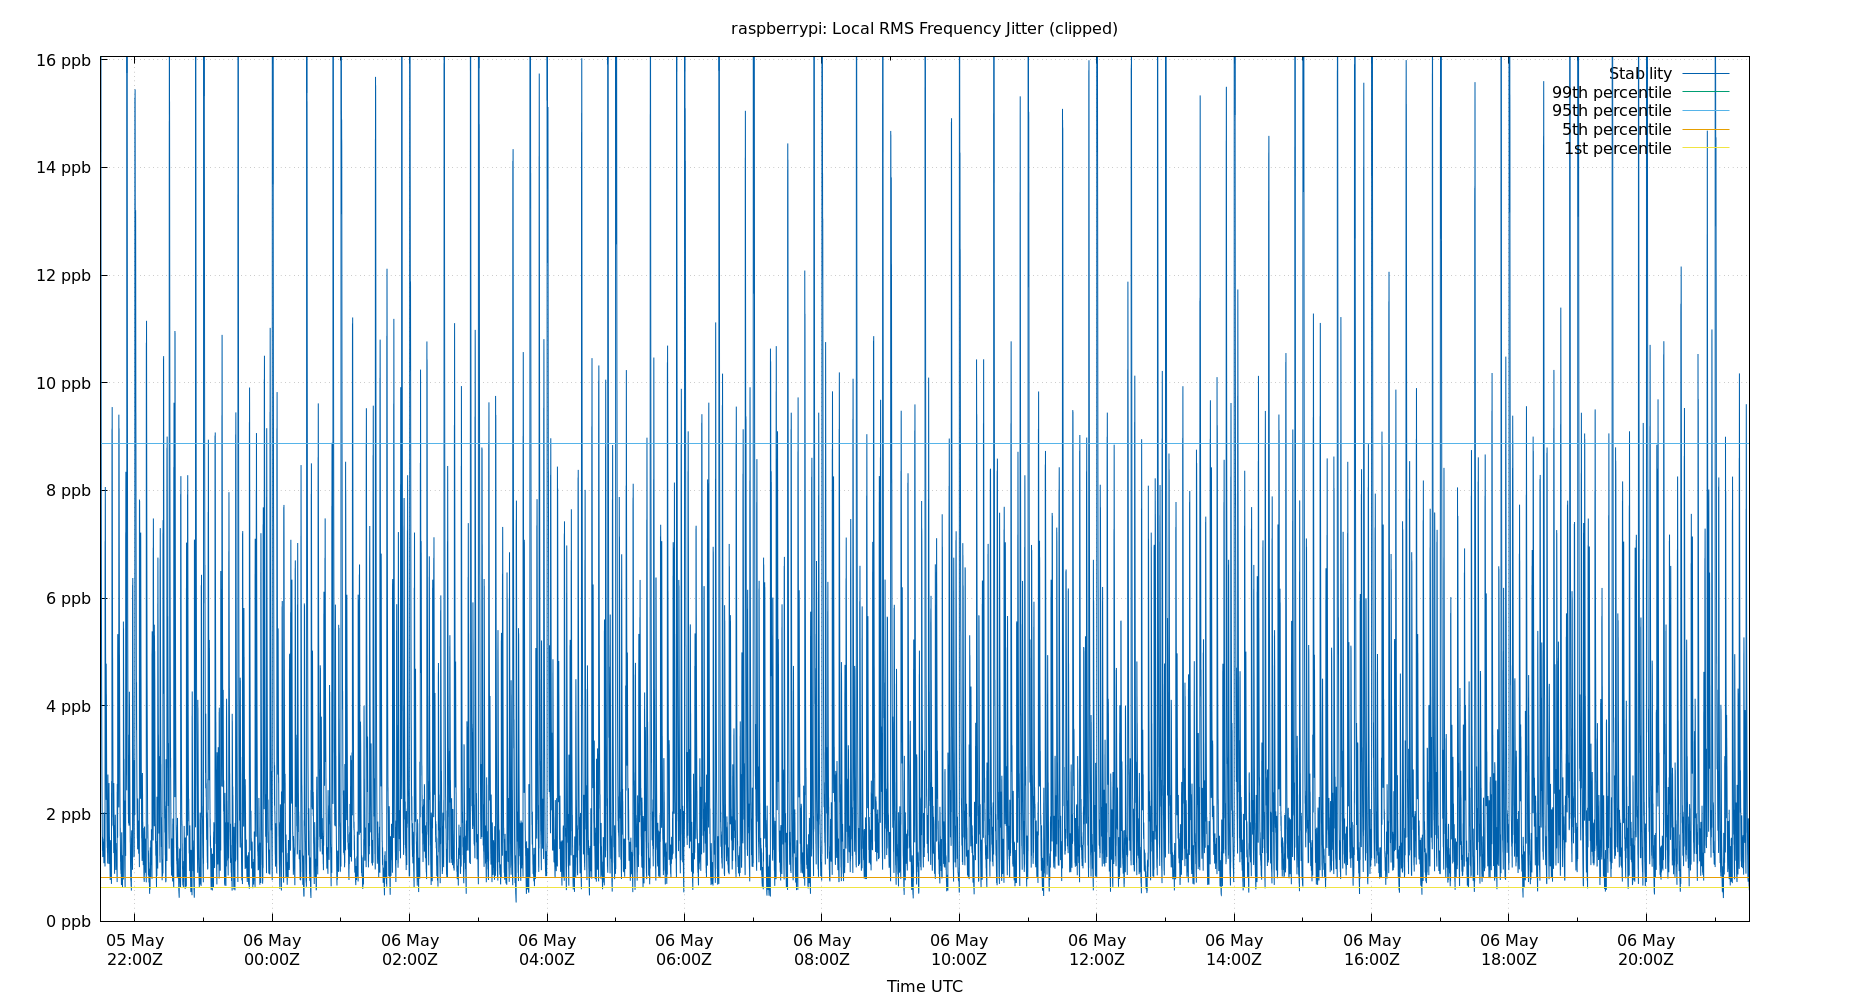 raspberrypi: Local RMS Frequency Jitter (clipped)
16 ppb
14 ppb
12 ppb
10 ppb
8 ppb
6 ppb
4 ppb
2 ppb
0 ppb
Stability
99th percentile
95th percentile
5th percentile
1st percentile
05 May 06 May 06 May 06 May 06 May 06 May 06 May 06 May 06 May 06 May 06 May 06 May
22:00Z 00:00Z 02:00Z 04:00Z 06:00Z 08:00Z 10:00Z 12:00Z 14:00Z 16:00Z 18:00Z 20:00Z
Time UTC